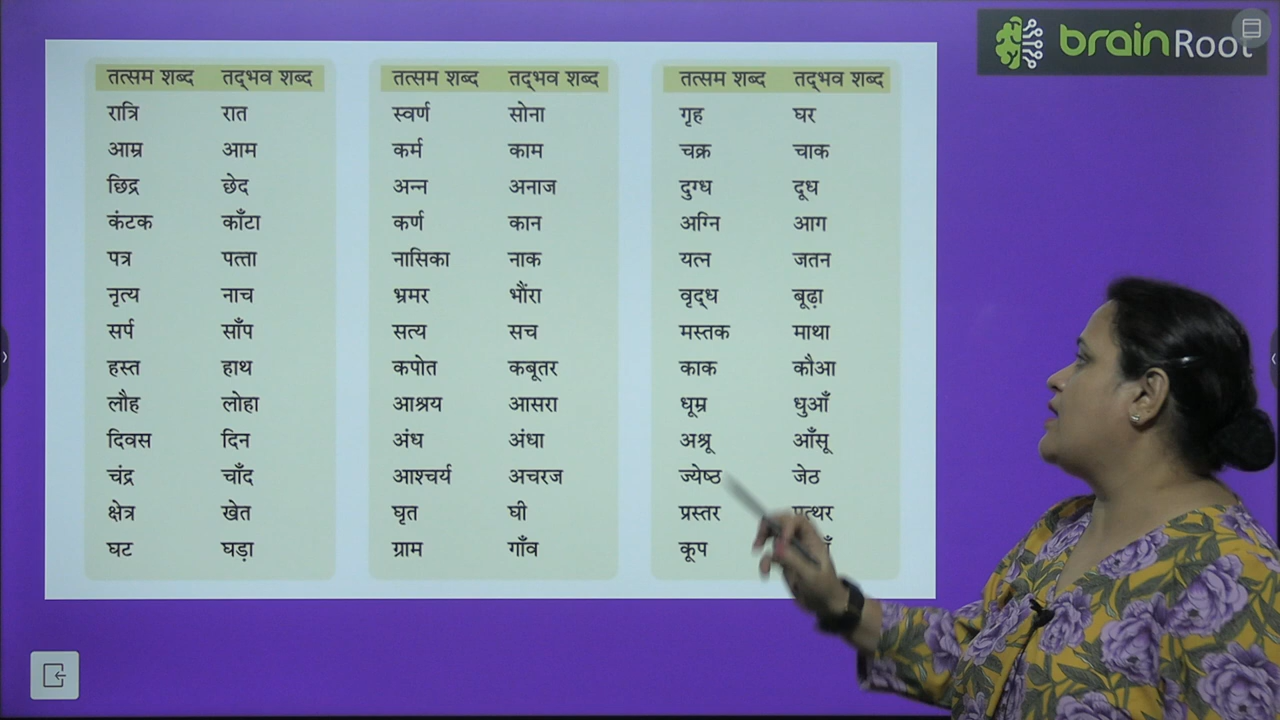 brainRoot
तत्सम शब्द तद्‌भव शब्द
रात्रि रात
आम्र आम
छिद्र छेद
कंटक काँटा
पत्र पत्ता
नृत्य नाच
सर्प साँप
हस्त हाथ
लौह लोहा
दिवस दिन
चंद्र चाँद
क्षेत्र खेत
घट घड़ा
तत्सम शब्द तद्‌भव शब्द
स्वर्ण सोना
कर्म काम
अन्न अनाज
कर्ण कान
नासिका नाक
भ्रमर भौंरा
सत्य सच
कपोत कबूतर
आश्रय आसरा
अंध अंधा
आश्चर्य अचरज
घृत घी
ग्राम गाँव
तत्सम शब्द तद्‌भव शब्द
गृह घर
चक्र चाक
दुग्ध दूध
अग्नि आग
यत्न जतन
वृद्‌ध बूढ़ा
मस्तक माथा
काक कौआ
धूम्र धुआँ
अश्रू आँसू
ज्येष्ठ जेठ
प्रस्तर पत्थर
कूप